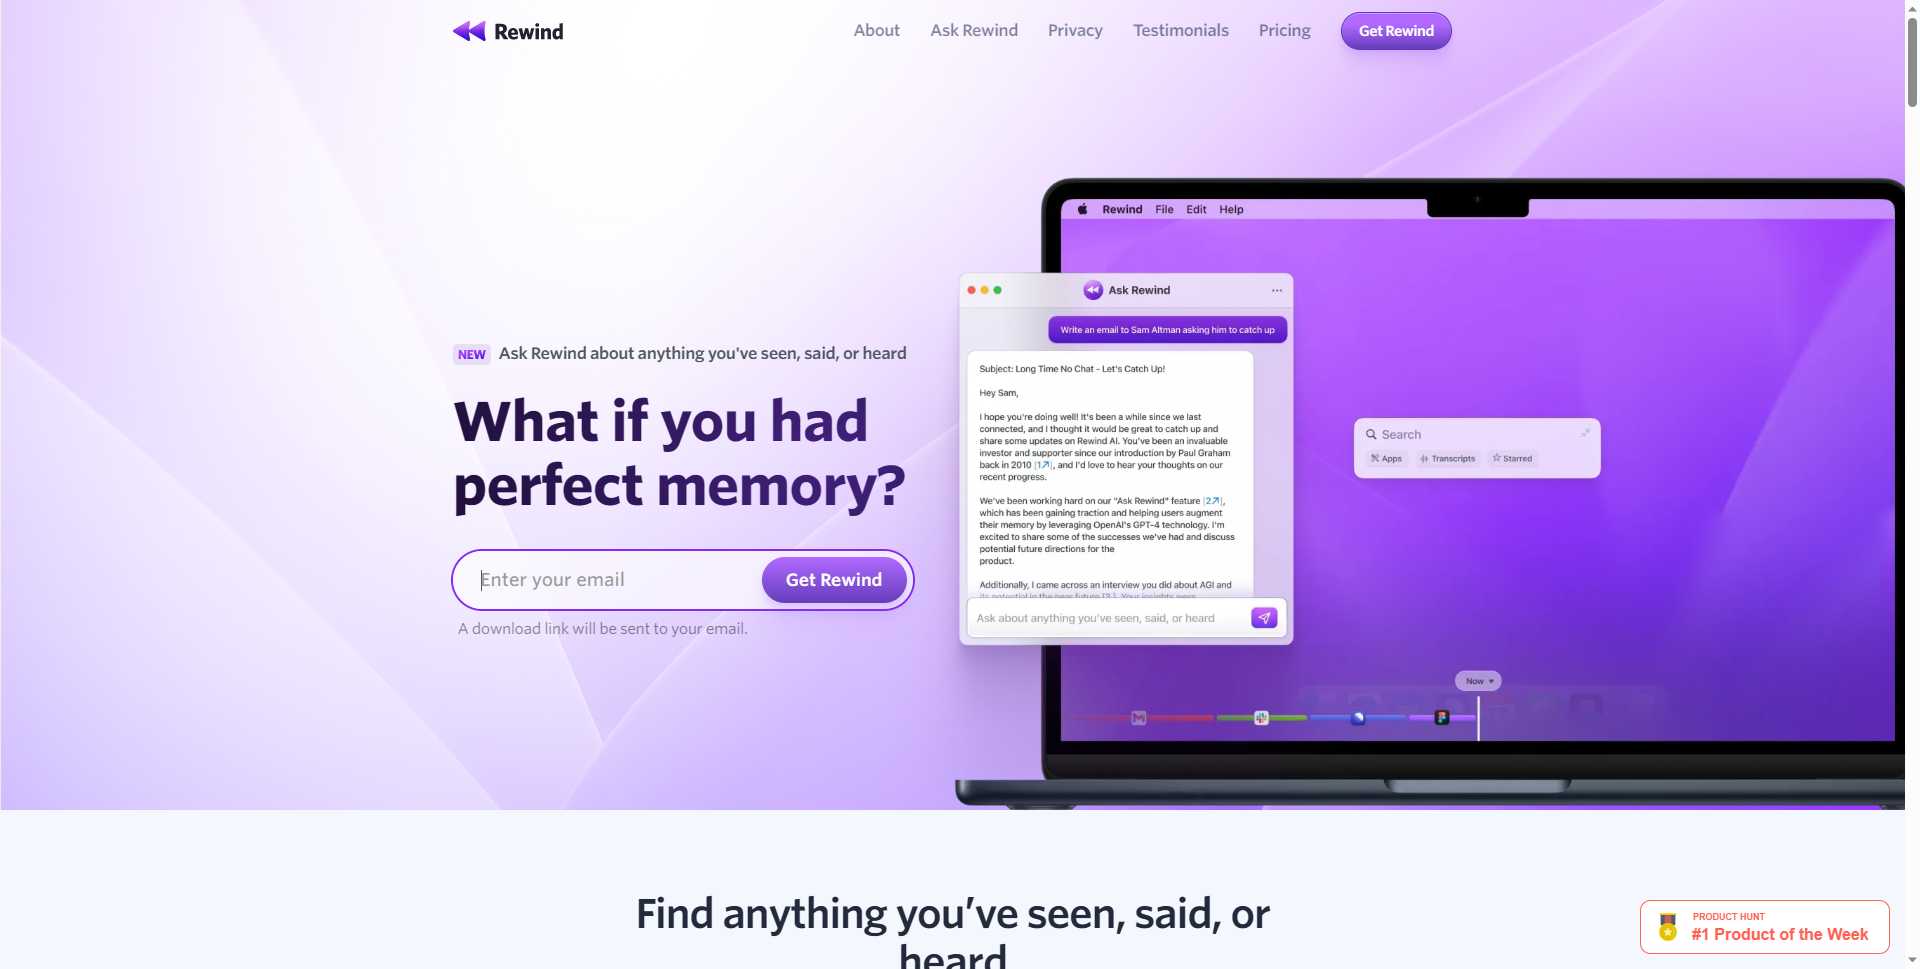 Rewind
About
Ask Rewind
Privacy
Testimonials
Pricing
Get Rewind
NEW
Ask Rewind about anything you've seen, said, or heard
What if you had
perfect memory?
Enter your email
Get Rewind
A download link will be sent to your email.
Rewind File Edit Help
Ask Rewind
Write an email to Sam Altman asking him to catch up
Subject: Long Time No Chat - Let's Catch Up!
Hey Sam,
I hope you're doing well! It's been a while since we last
connected, and I thought it would be great to catch up and
share some updates on Rewind AI. You've been an invaluable
investor and supporter since our introduction by Paul Graham
back in 2010 [1↗], and I'd love to hear your thoughts on our
recent progress.
We've been working hard on our "Ask Rewind" feature [2↗],
which has been gaining traction and helping users augment
their memory by leveraging OpenAI's GPT-4 technology. I'm
excited to share some of the successes we've had and discuss
potential future directions for the
product.
Additionally, I came across an interview you did about AGI and
its potential in the near future [3↗]. Your insights were
Ask about anything you've seen, said, or heard
Search
Apps
Transcripts
Starred
Now
Find anything you’ve seen, said, or
heard
PRODUCT HUNT
#1 Product of the Week